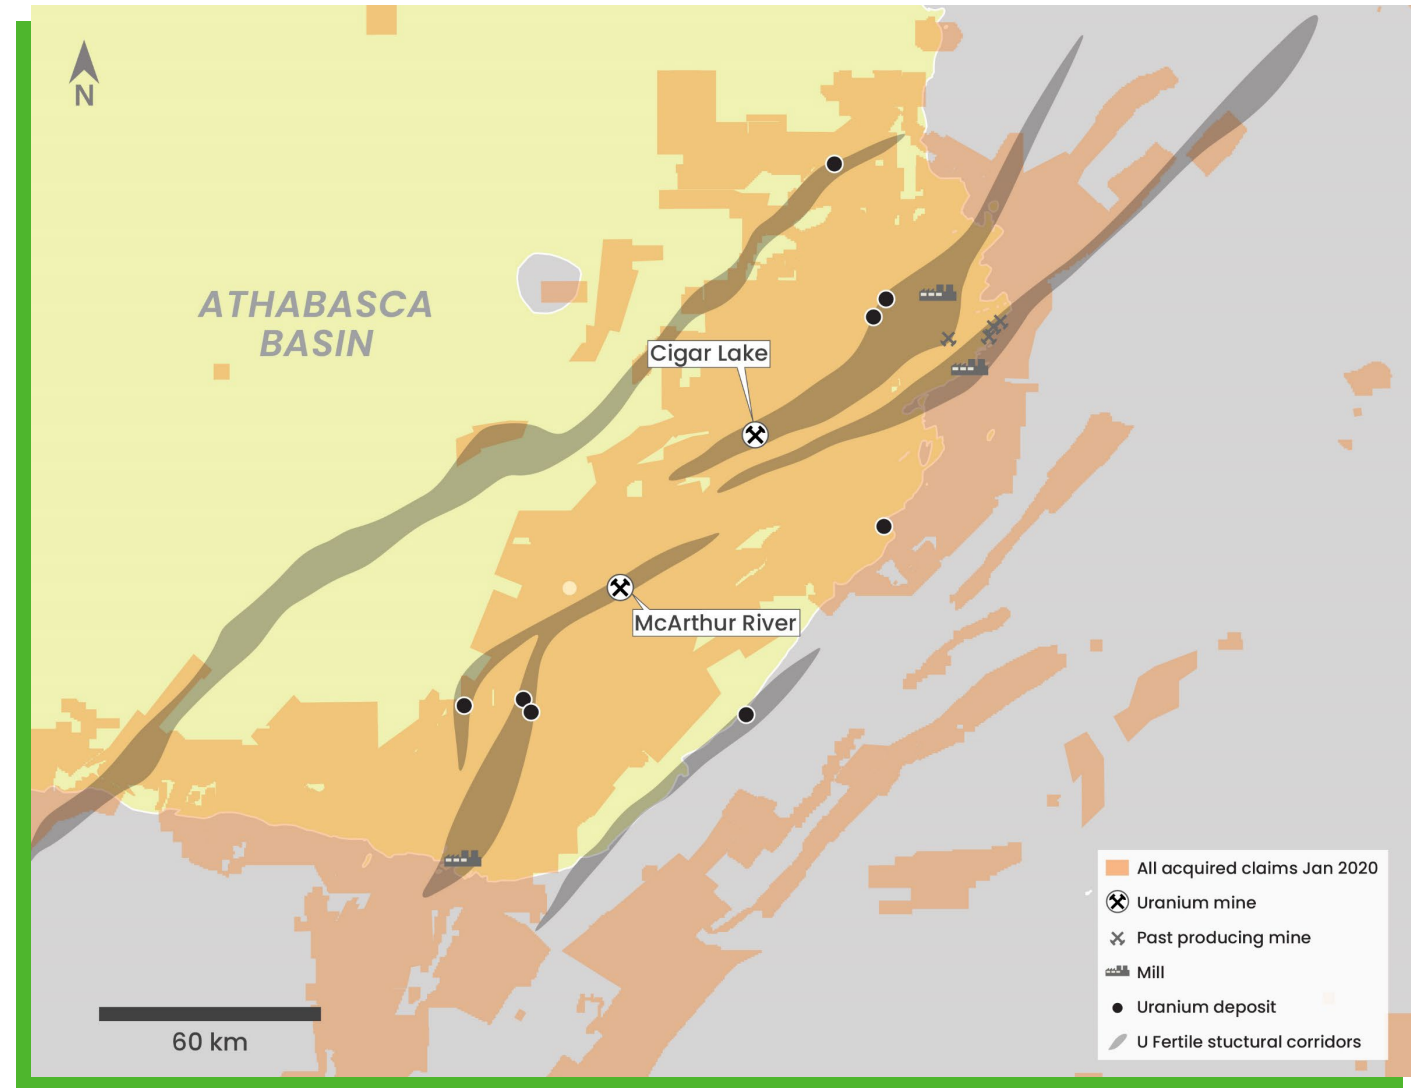 N
ATHABASCA
BASIN
Cigar Lake
McArthur River
60 km
All acquired claims Jan 2020
Uranium mine
Past producing mine
Mill
Uranium deposit
U Fertile stuctural corridors